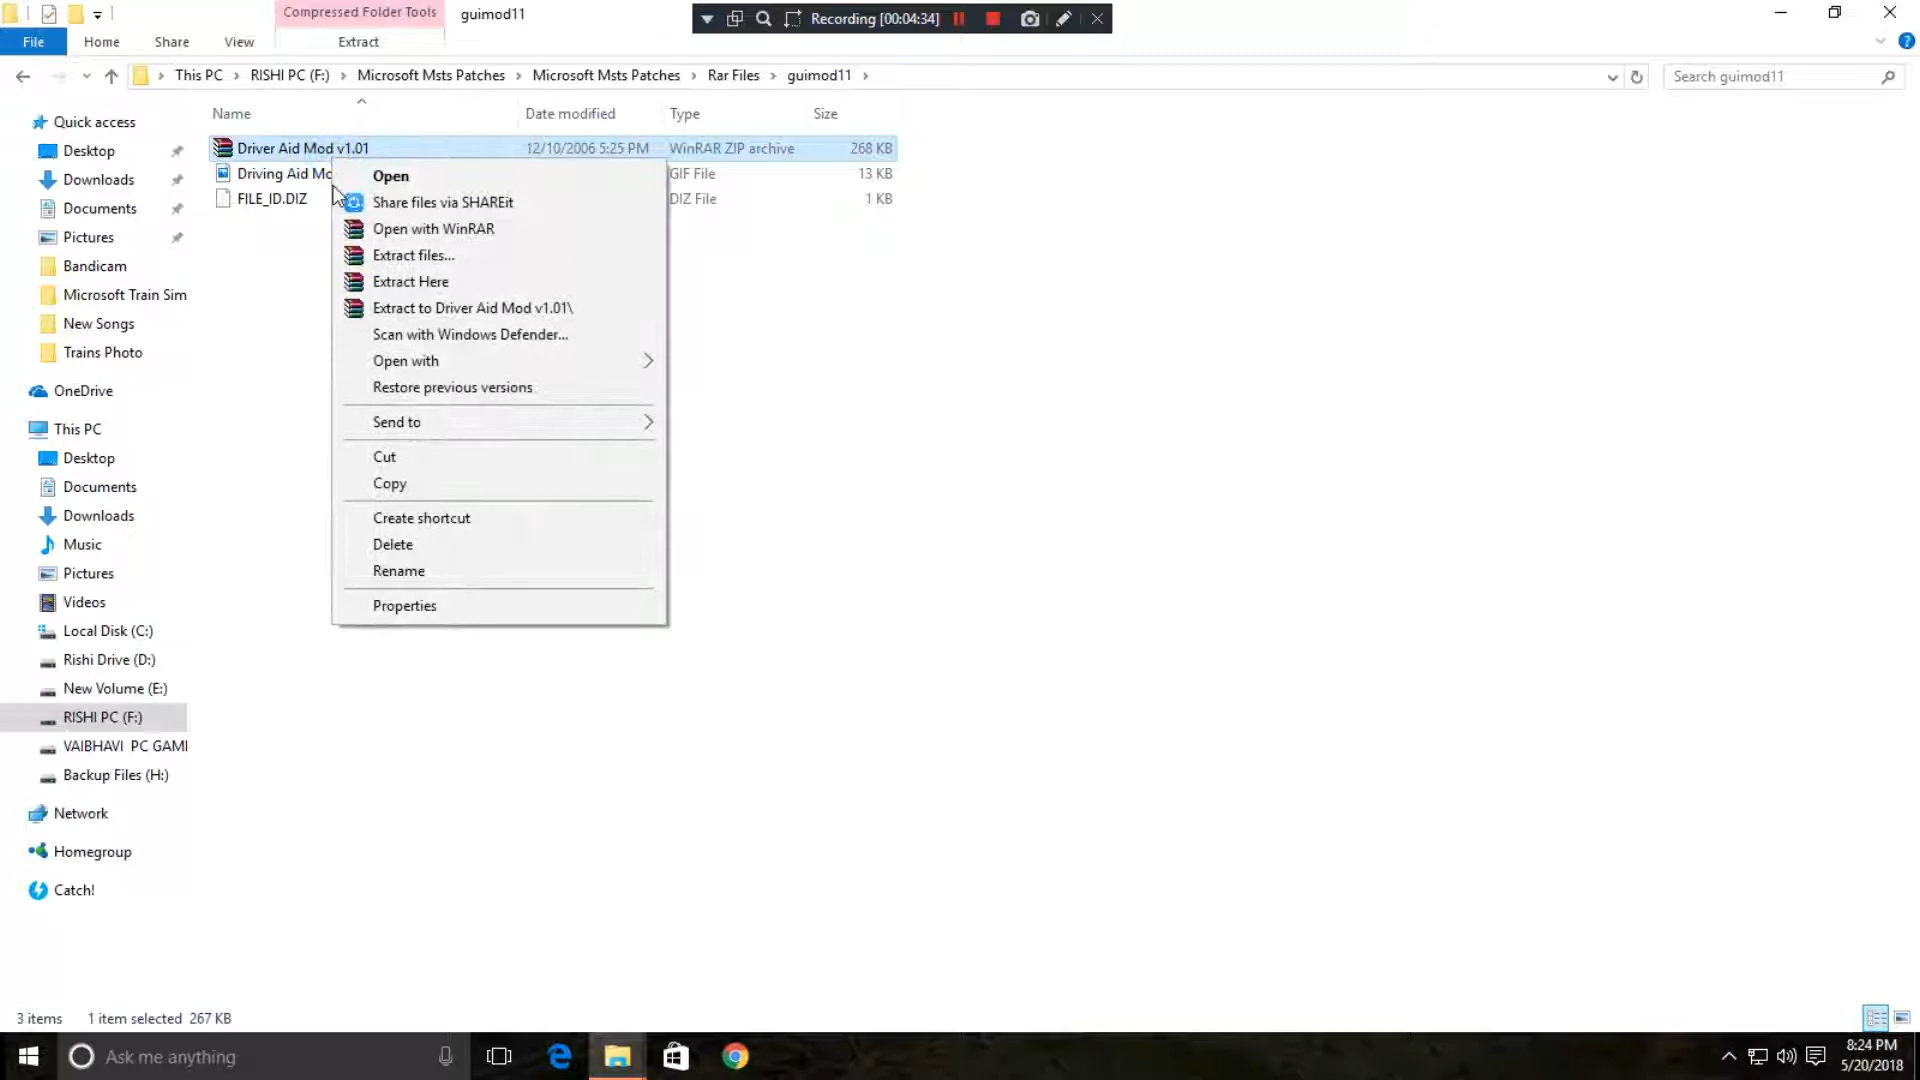 Compressed Folder Tools
guimod11
Recording [00:04:34]
File
Home
Share
View
Extract
This PC
RISHI PC (F:)
Microsoft Msts Patches
Microsoft Msts Patches
Rar Files
guimod11
Search guimod11
Name
Date modified
Type
Size
Quick access
Desktop
Downloads
Documents
Pictures
Bandicam
Microsoft Train Sim
New Songs
Trains Photo
OneDrive
This PC
Desktop
Documents
Downloads
Music
Pictures
Videos
Local Disk (C:)
Rishi Drive (D:)
New Volume (E:)
RISHI PC (F:)
VAIBHAVI PC GAMI
Backup Files (H:)
Network
Homegroup
Catch!
Driver Aid Mod v1.01 12/10/2006 5:25 PM WinRAR ZIP archive 268 KB
Driving Aid Mo GIF File 13 KB
FILE_ID.DIZ DIZ File 1 KB
Open
Share files via SHAREit
Open with WinRAR
Extract files...
Extract Here
Extract to Driver Aid Mod v1.01\
Scan with Windows Defender...
Open with
Restore previous versions
Send to
Cut
Copy
Create shortcut
Delete
Rename
Properties
3 items 1 item selected 267 KB
Ask me anything
8:24 PM
5/20/2018